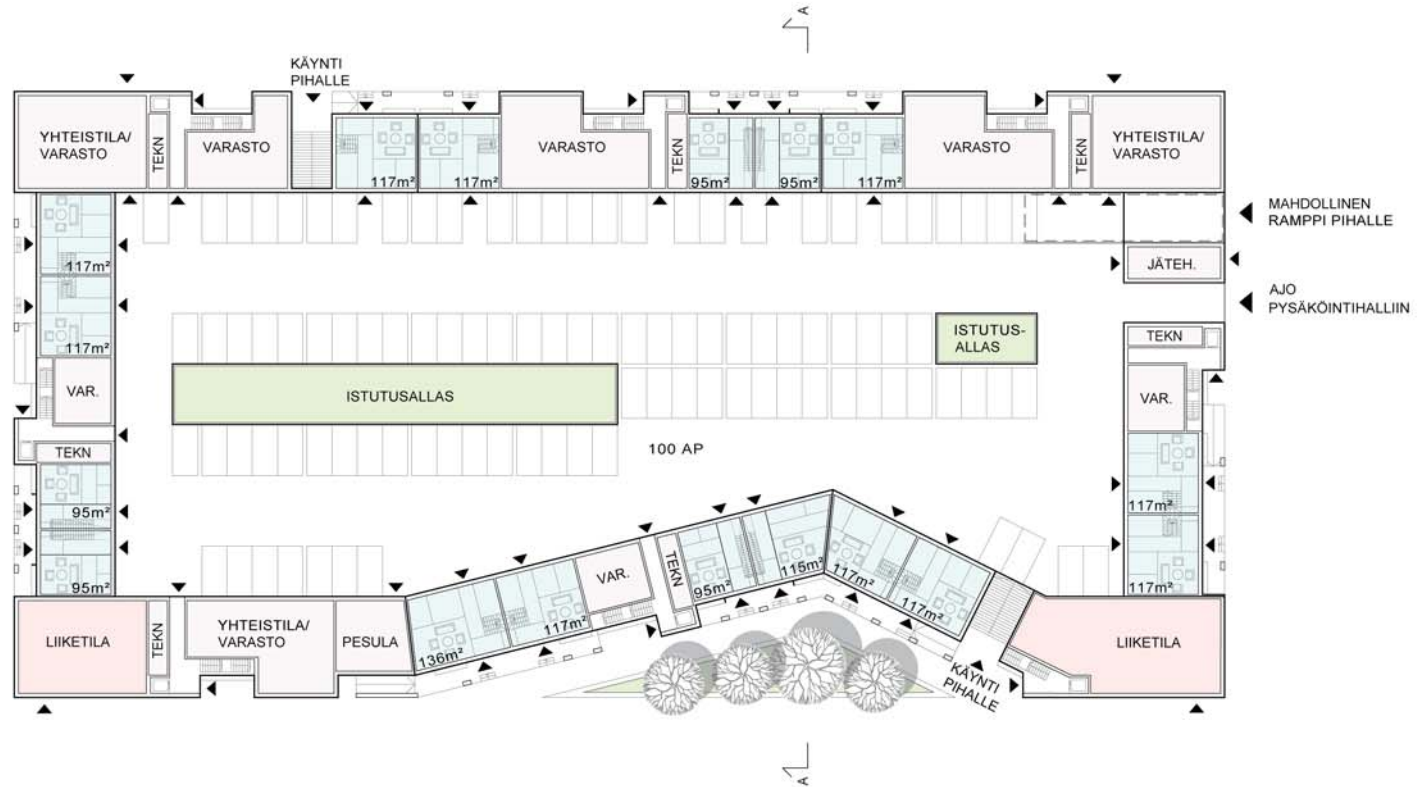 A
KÄYNTI
PIHALLE
YHTEISTILA/
VARASTO
TEKN
VARASTO
117m²
117m²
VARASTO
TEKN
95m²
95m²
117m²
VARASTO
TEKN
YHTEISTILA/
VARASTO
MAHDOLLINEN
RAMPPI PIHALLE
117m²
JÄTEH.
AJO
PYSÄKÖINTIHALLIIN
117m²
ISTUTUS-
ALLAS
TEKN
VAR.
ISTUTUSALLAS
VAR.
TEKN
100 AP
95m²
117m²
95m²
117m²
LIIKETILA
TEKN
YHTEISTILA/
VARASTO
PESULA
136m²
117m²
VAR.
TEKN
95m²
115m²
117m²
117m²
KÄYNTI
PIHALLE
LIIKETILA
A